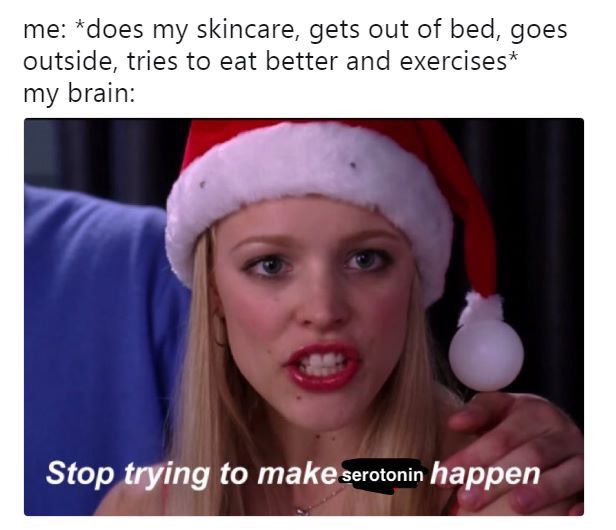 me: *does my skincare, gets out of bed, goes
outside, tries to eat better and exercises*
my brain:
Stop trying to make serotonin happen